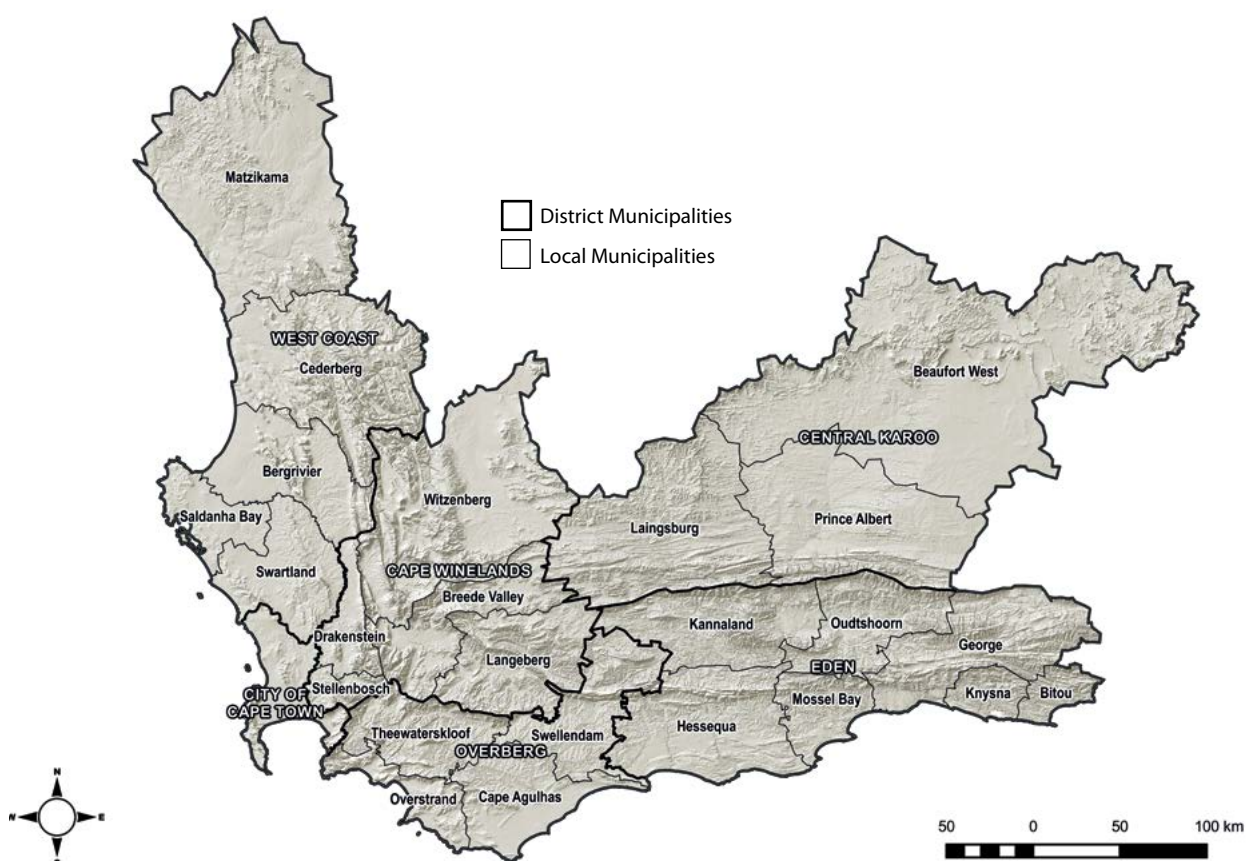 Matzikama
District Municipalities
Local Municipalities
WEST COAST
Cederberg
Beaufort West
CENTRAL KAROO
Bergrivier
Witzenberg
Saldanha Bay
Laingsburg
Prince Albert
Swartland
CAPE WINELANDS
Breede Valley
Drakenstein
Langeberg
Kannaland
Oudtshoorn
George
EDEN
Stellenbosch
CITY OF
CAPE TOWN
Mossel Bay
Knysna
Bitou
Theewaterskloof
OVERBERG
Swellendam
Hessequa
Overstrand
Cape Agulhas
N
W
E
50 0 50 100 km